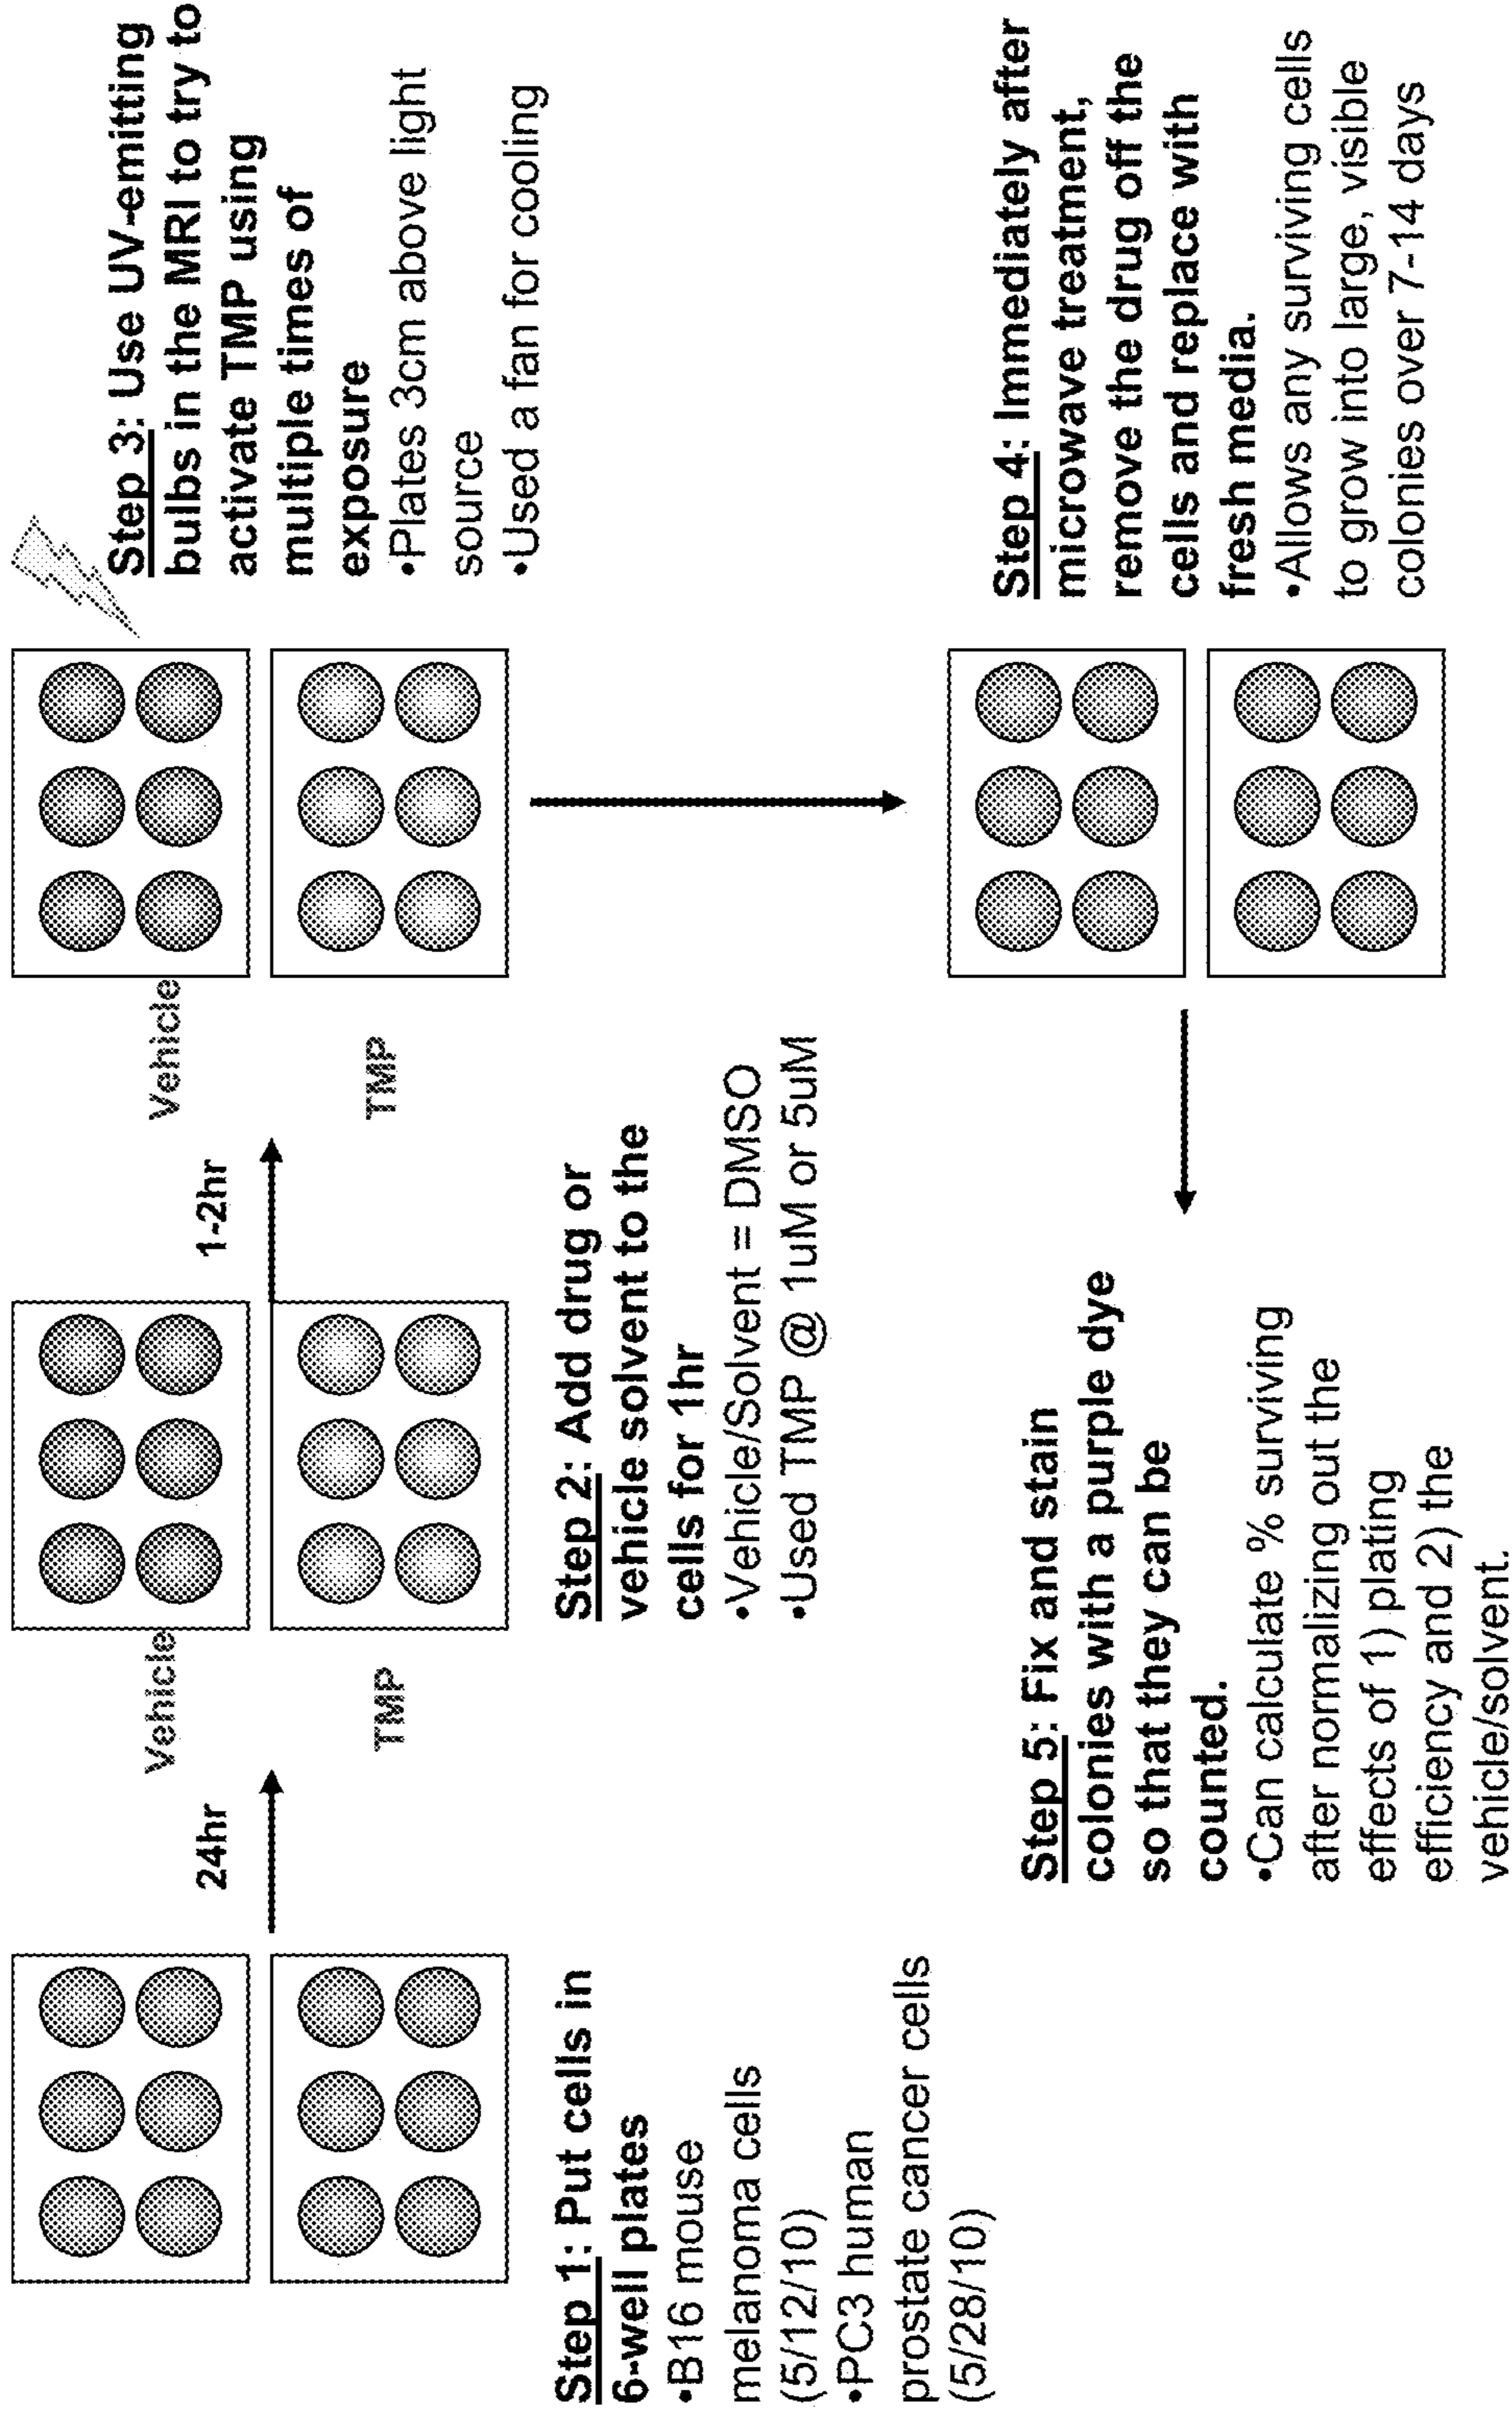 24hr
Vehicle
TMP
1-2hr
Vehicle
TMP
Step 1: Put cells in
6-well plates
•B16 mouse
melanoma cells
(5/12/10)
•PC3 human
prostate cancer cells
(5/28/10)
Step 2: Add drug or
vehicle solvent to the
cells for 1hr
•Vehicle/Solvent = DMSO
•Used TMP @ 1uM or 5uM
Step 3: Use UV-emitting
bulbs in the MRI to try to
activate TMP using
multiple times of
exposure
•Plates 3cm above light
source
•Used a fan for cooling
Step 4: Immediately after
microwave treatment,
remove the drug off the
cells and replace with
fresh media.
•Allows any surviving cells
to grow into large, visible
colonies over 7-14 days
Step 5: Fix and stain
colonies with a purple dye
so that they can be
counted.
•Can calculate % surviving
after normalizing out the
effects of 1) plating
efficiency and 2) the
vehicle/solvent.